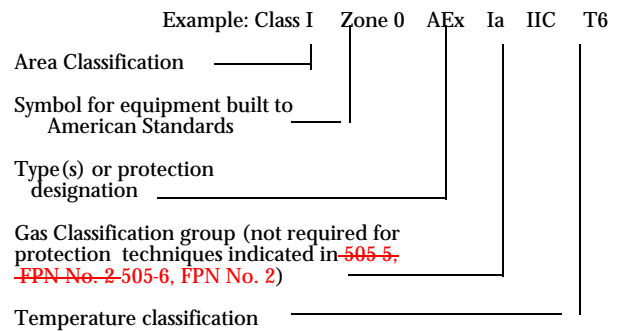 Example: Class I Zone 0 AEx Ia IIC T6
Area Classification
Symbol for equipment built to
American Standards
Type(s) or protection
designation
Gas Classification group (not required for
protection techniques indicated in 505-5,
FPN No. 2 505-6, FPN No. 2)
Temperature classification